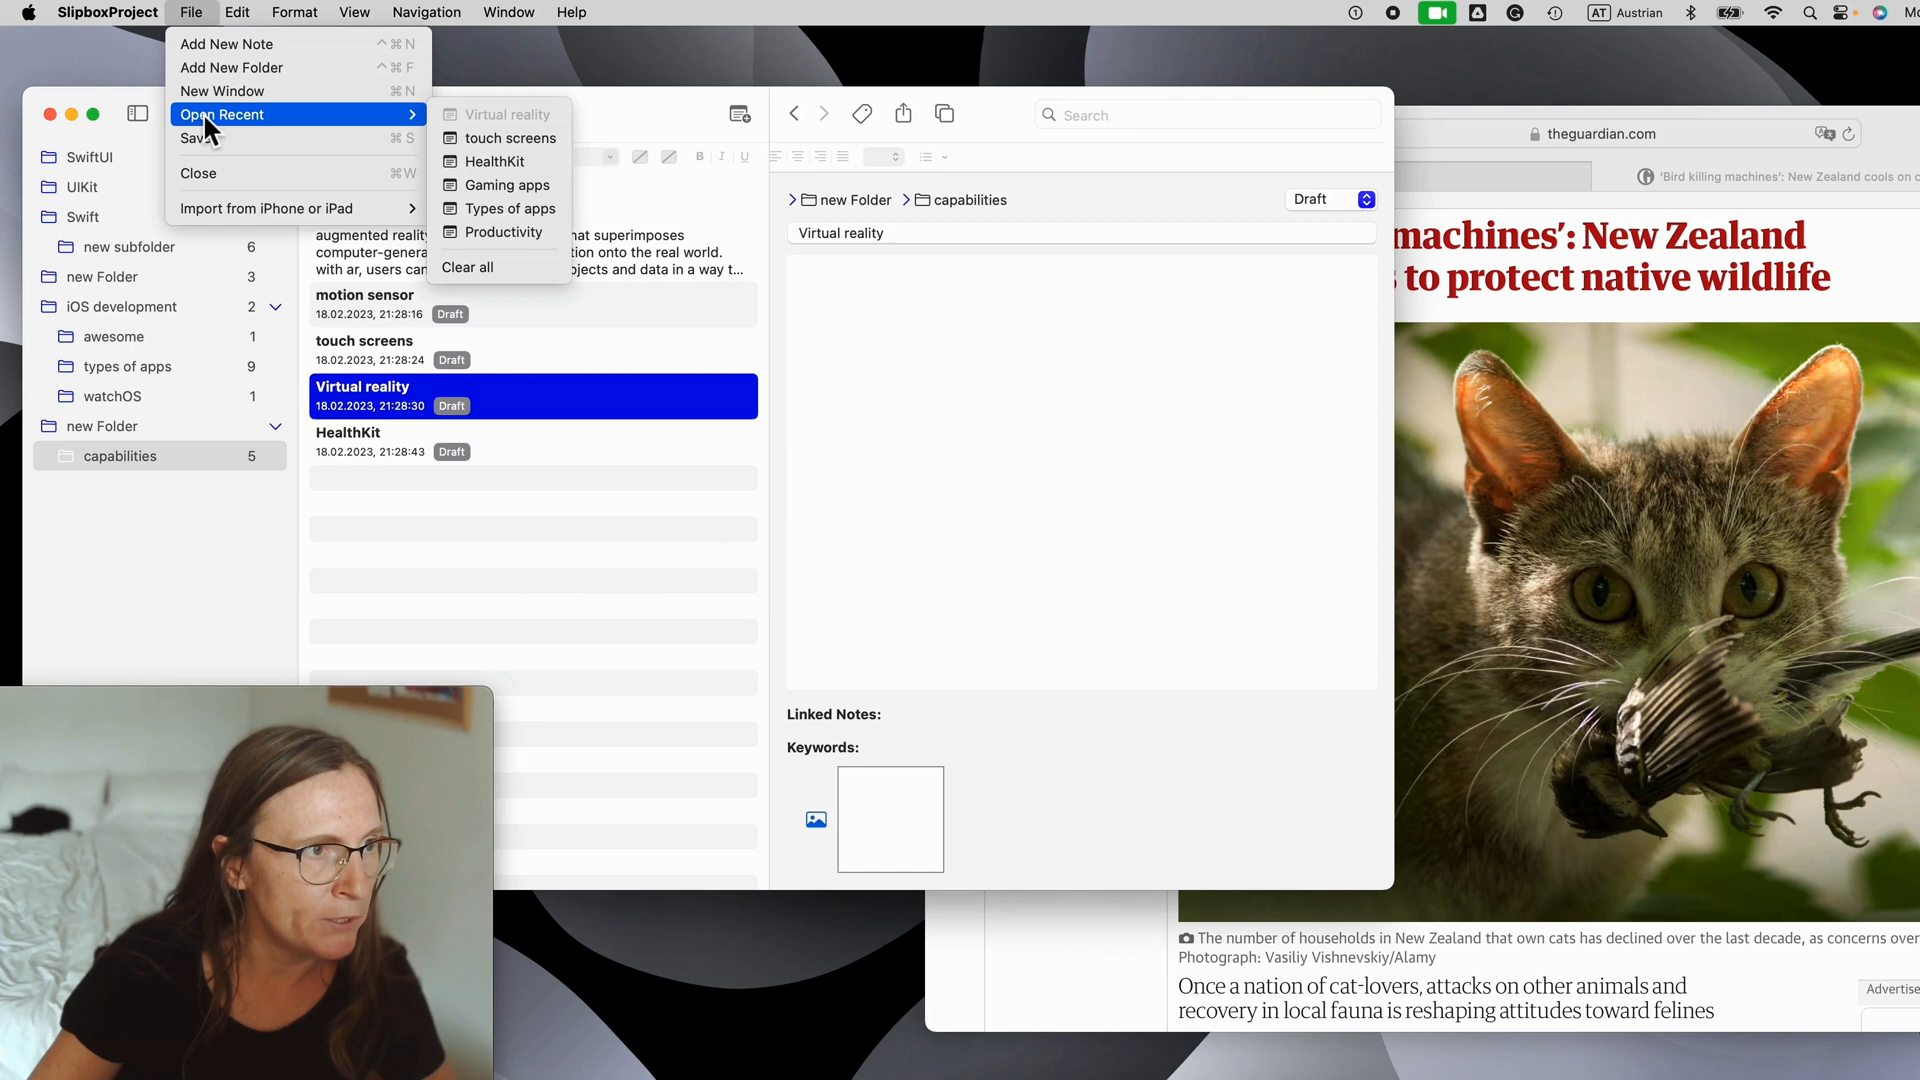 SlipboxProject File Edit Format View Navigation Window Help
AT Austrian
Add New Note ⌃⌘N
Add New Folder ⌃⌘F
New Window ⌘N
Open Recent
Save ⌘S
Close ⌘W
Import from iPhone or iPad
Virtual reality
touch screens
HealthKit
Gaming apps
Types of apps
Productivity
Clear all
SwiftUI
UIKit
Swift
new subfolder 6
new Folder 3
iOS development 2
awesome 1
types of apps 9
watchOS 1
new Folder
capabilities 5
B I U
augmented reality
hat superimposes
computer-genera
tion onto the real world.
with ar, users can
ojects and data in a way t...
motion sensor
18.02.2023, 21:28:16 Draft
touch screens
18.02.2023, 21:28:24 Draft
Virtual reality
18.02.2023, 21:28:30 Draft
HealthKit
18.02.2023, 21:28:43 Draft
Search
new Folder capabilities
Draft
Virtual reality
Linked Notes:
Keywords:
theguardian.com
'Bird killing machines': New Zealand cools on c
machines': New Zealand
to protect native wildlife
The number of households in New Zealand that own cats has declined over the last decade, as concerns over
Photograph: Vasiliy Vishnevskiy/Alamy
Once a nation of cat-lovers, attacks on other animals and
recovery in local fauna is reshaping attitudes toward felines
Advertise